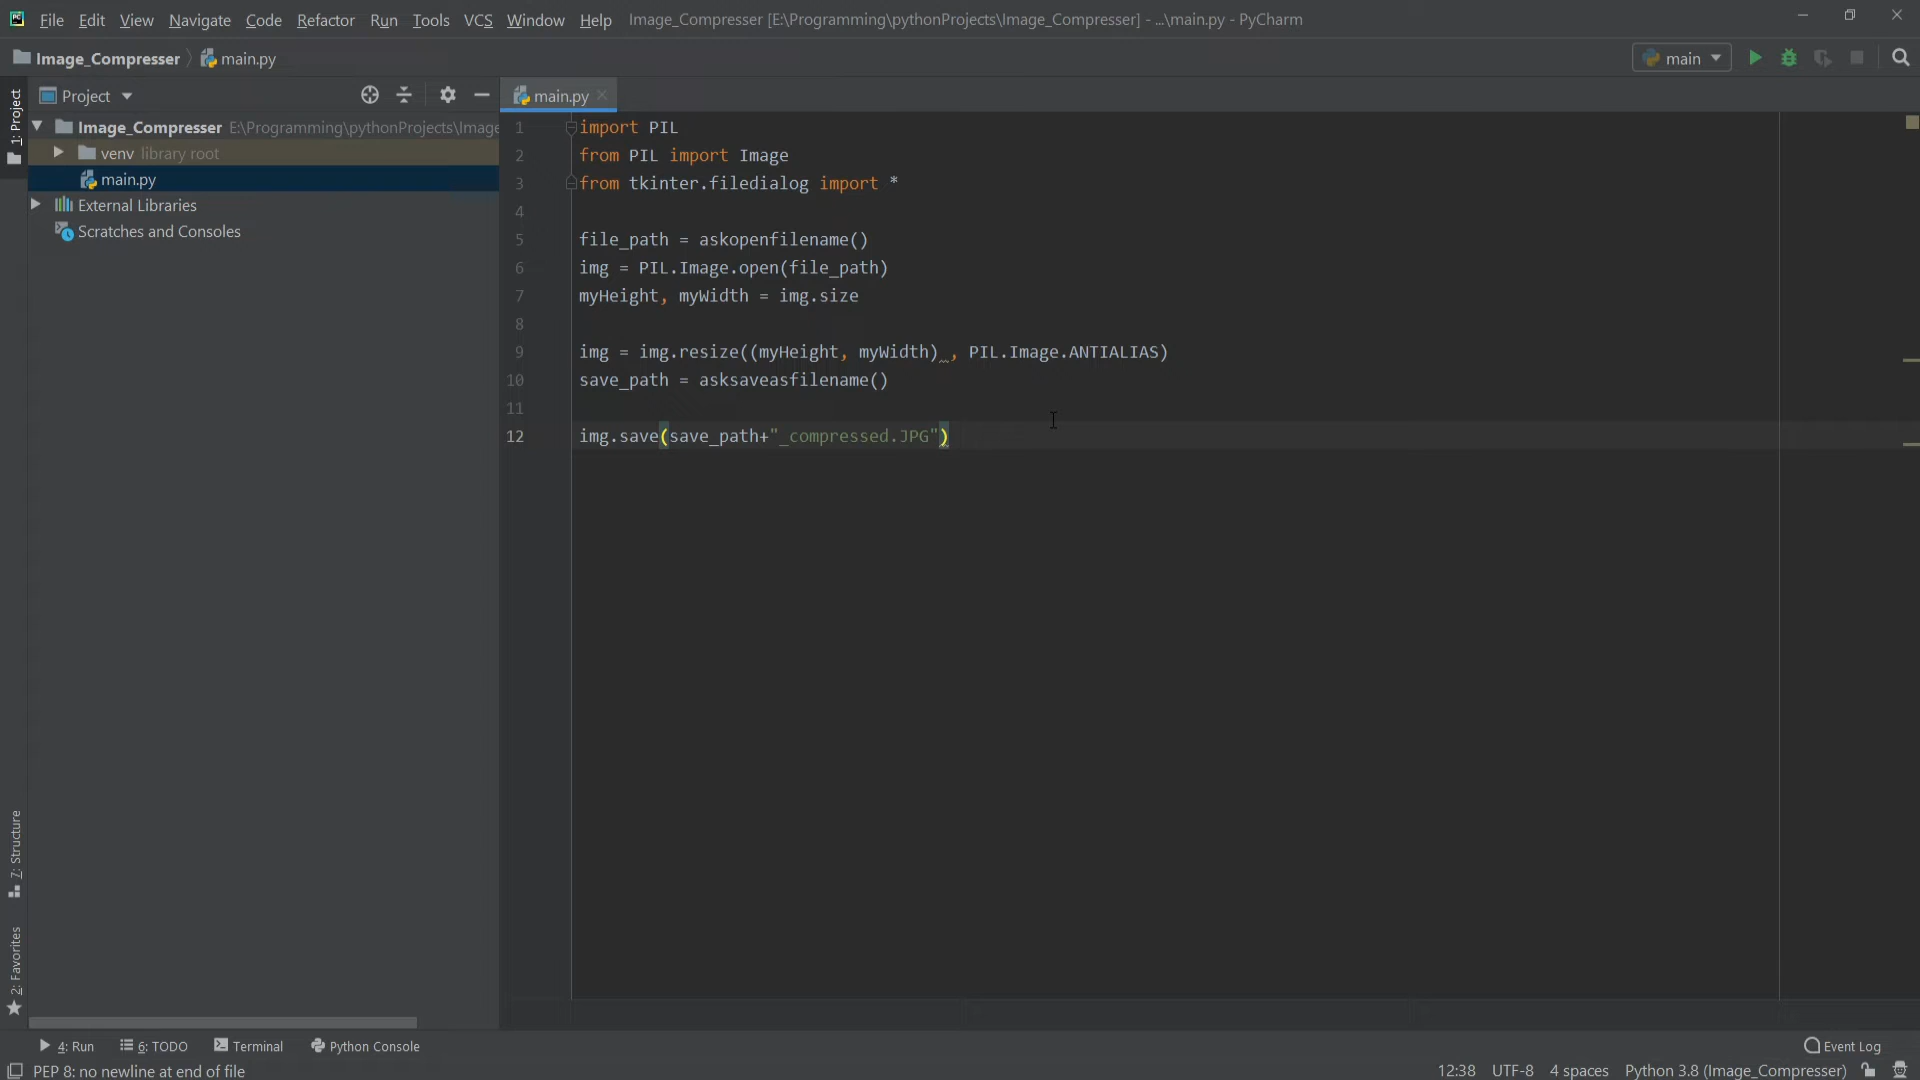 File Edit View Navigate Code Refactor Run Tools VCS Window Help Image_Compresser [E:\Programming\pythonProjects\Image_Compresser] - ...\main.py - PyCharm
Image_Compresser main.py main
1: Project
Project
main.py
Image_Compresser E:\Programming\pythonProjects\Image
venv library root
main.py
External Libraries
Scratches and Consoles
1 import PIL
2 from PIL import Image
3 from tkinter.filedialog import *
4
5 file_path = askopenfilename()
6 img = PIL.Image.open(file_path)
7 myHeight, myWidth = img.size
8
9 img = img.resize((myHeight, myWidth) , PIL.Image.ANTIALIAS)
10 save_path = asksaveasfilename()
11
12 img.save(save_path+"_compressed.JPG")
7: Structure
2: Favorites
4: Run 6: TODO Terminal Python Console Event Log
PEP 8: no newline at end of file 12:38 UTF-8 4 spaces Python 3.8 (Image_Compresser)